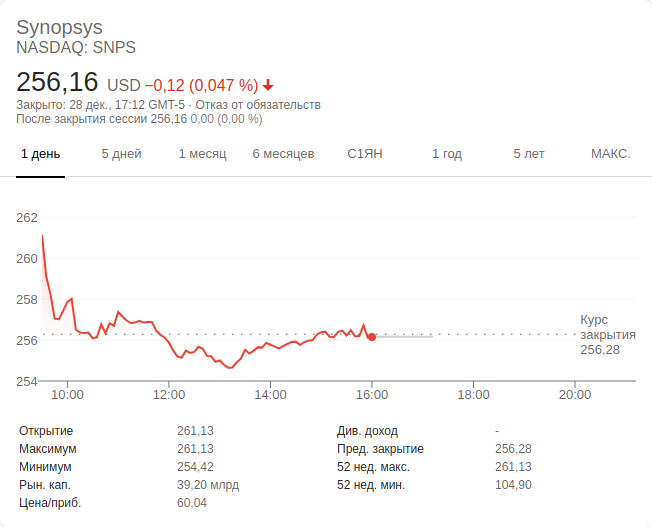 Synopsys
NASDAQ: SNPS
256,16 USD −0,12 (0,047 %)
Закрыто: 28 дек., 17:12 GMT-5 · Отказ от обязательств
После закрытия сессии 256,16 0,00 (0,00 %)
1 день 5 дней 1 месяц 6 месяцев С1ЯН 1 год 5 лет МАКС.
262
260
258
256
254
Курс
закрытия
256,28
10:00 12:00 14:00 16:00 18:00 20:00
Открытие 261,13 Див. доход -
Максимум 261,13 Пред. закрытие 256,28
Минимум 254,42 52 нед. макс. 261,13
Рын. кап. 39,20 млрд 52 нед. мин. 104,90
Цена/приб. 60,04